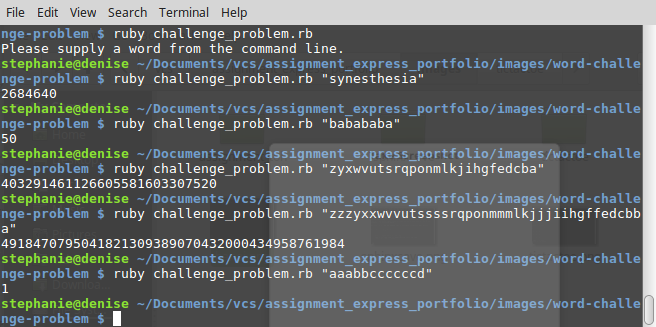 File Edit View Search Terminal Help
nge-problem $ ruby challenge_problem.rb
Please supply a word from the command line.
stephanie@denise ~/Documents/vcs/assignment_express_portfolio/images/word-challe
nge-problem $ ruby challenge_problem.rb "synesthesia"
2684640
stephanie@denise ~/Documents/vcs/assignment_express_portfolio/images/word-challe
nge-problem $ ruby challenge_problem.rb "babababa"
50
stephanie@denise ~/Documents/vcs/assignment_express_portfolio/images/word-challe
nge-problem $ ruby challenge_problem.rb "zyxwvutsrqponmlkjihgfedcba"
403291461126605581603307520
stephanie@denise ~/Documents/vcs/assignment_express_portfolio/images/word-challe
nge-problem $ ruby challenge_problem.rb "zzzyxxwvvutssssrqponmmmlkjjjiihgffedcbb
a"
49184707950418213093890704320004349587619​84
stephanie@denise ~/Documents/vcs/assignment_express_portfolio/images/word-challe
nge-problem $ ruby challenge_problem.rb "aaabbcccccccd"
1
stephanie@denise ~/Documents/vcs/assignment_express_portfolio/images/word-challe
nge-problem $